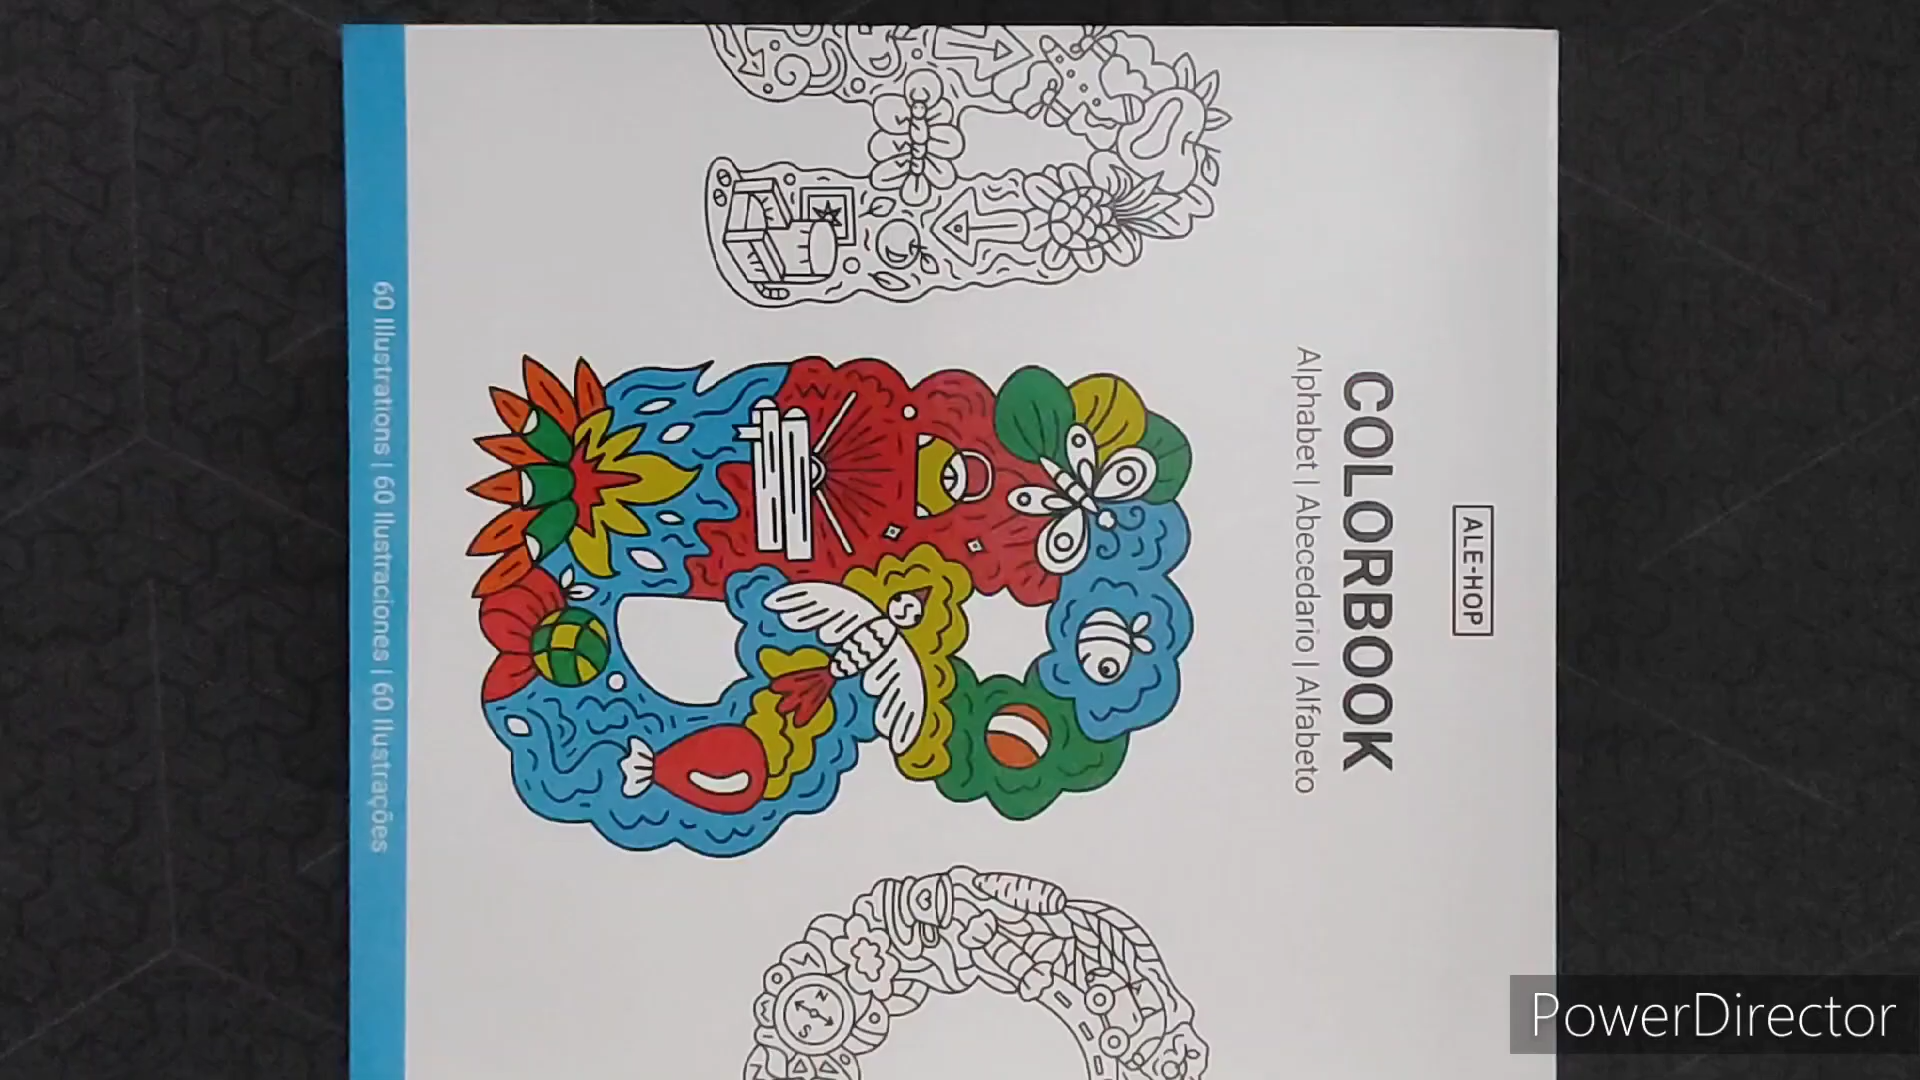 ALE-HOP
COLORBOOK
Alphabet | Abecedario | Alfabeto
N
S
60 Illustrations | 60 Ilustraciones | 60 Ilustrações
PowerDirector